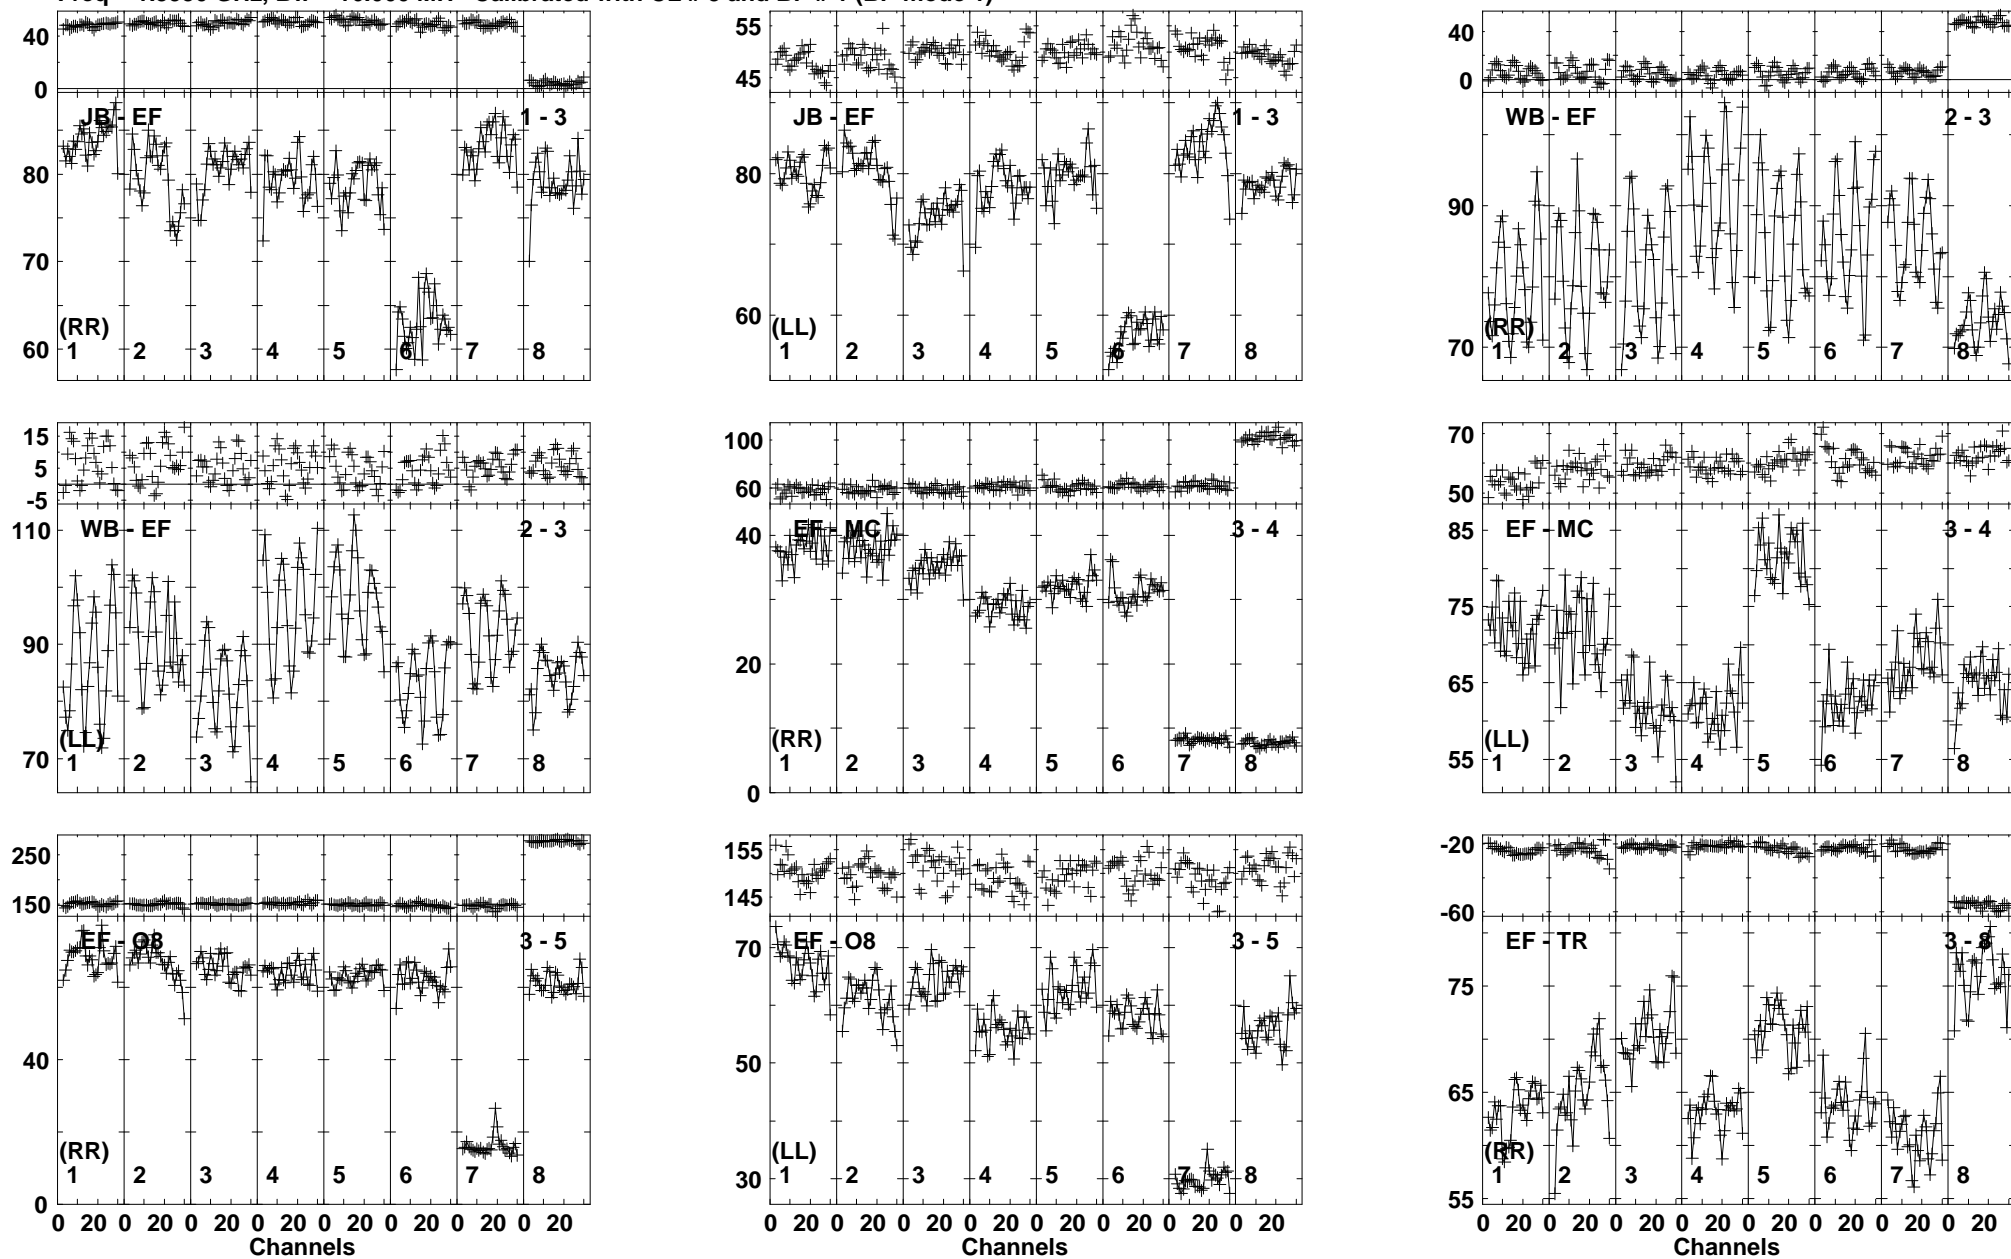 40
0
JB - EF 1 - 3
80
70
60
(RR)
1 2 3 4 5 6 7 8
55
45
JB - EF 1 - 3
80
60
(LL)
1 2 3 4 5 6 7 8
40
0
WB - EF 2 - 3
90
70
(RR)
1 2 3 4 5 6 7 8
15
5
-5
WB - EF 2 - 3
110
90
70
(LL)
1 2 3 4 5 6 7 8
100
60
EF - MC 3 - 4
40
20
0
(RR)
1 2 3 4 5 6 7 8
70
50
EF - MC 3 - 4
85
75
65
55
(LL)
1 2 3 4 5 6 7 8
250
150
EF - O8 3 - 5
40
0
(RR)
1 2 3 4 5 6 7 8
0 20 0 20 0 20 0 20 0 20 0 20 0 20 0 20
Channels
155
145
EF - O8 3 - 5
70
50
30
(LL)
1 2 3 4 5 6 7 8
0 20 0 20 0 20 0 20 0 20 0 20 0 20 0 20
Channels
-20
-60
EF - TR 3 - 8
75
65
55
(RR)
1 2 3 4 5 6 7 8
0 20 0 20 0 20 0 20 0 20 0 20 0 20 0 20
Channels